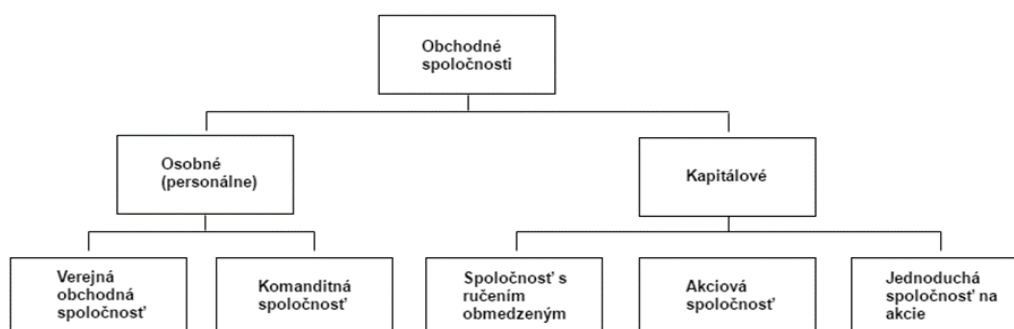 Obchodné
spoločnosti
Osobné
(personálne)
Kapitálové
Verejná
obchodná
spoločnosť
Komanditná
spoločnosť
Spoločnosť s
ručením
obmedzeným
Akciová
spoločnosť
Jednoduchá
spoločnosť na
akcie